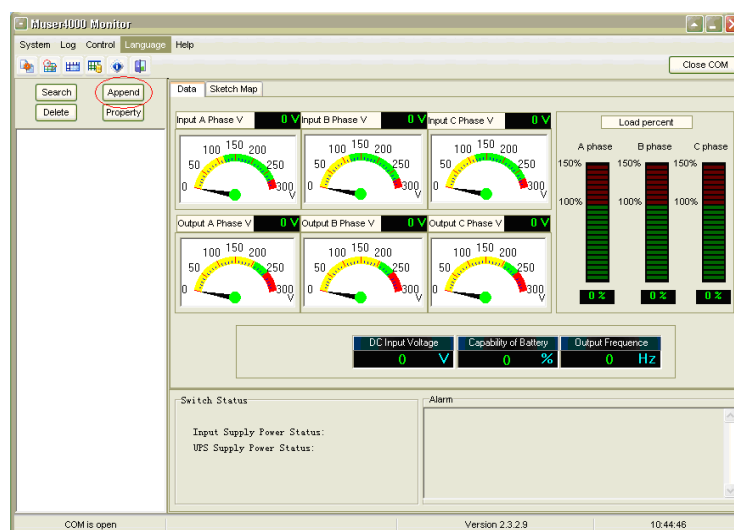 Muser4000 Monitor
System Log Control Language Help
Close COM
Search Append
Delete Property
Data Sketch Map
Input A Phase V 0 V Input B Phase V 0 V Input C Phase V 0 V
0 50 100 150 200 250 300 V
0 50 100 150 200 250 300 V
0 50 100 150 200 250 300 V
Output A Phase V 0 V Output B Phase V 0 V Output C Phase V 0 V
0 50 100 150 200 250 300 V
0 50 100 150 200 250 300 V
0 50 100 150 200 250 300 V
Load percent
A phase B phase C phase
150% 150% 150%
100% 100% 100%
0 % 0 % 0 %
DC Input Voltage Capability of Battery Output Frequence
0 V 0 % 0 Hz
Switch Status
Input Supply Power Status:
UPS Supply Power Status:
Alarm
COM is open Version 2.3.2.9 10:44:46